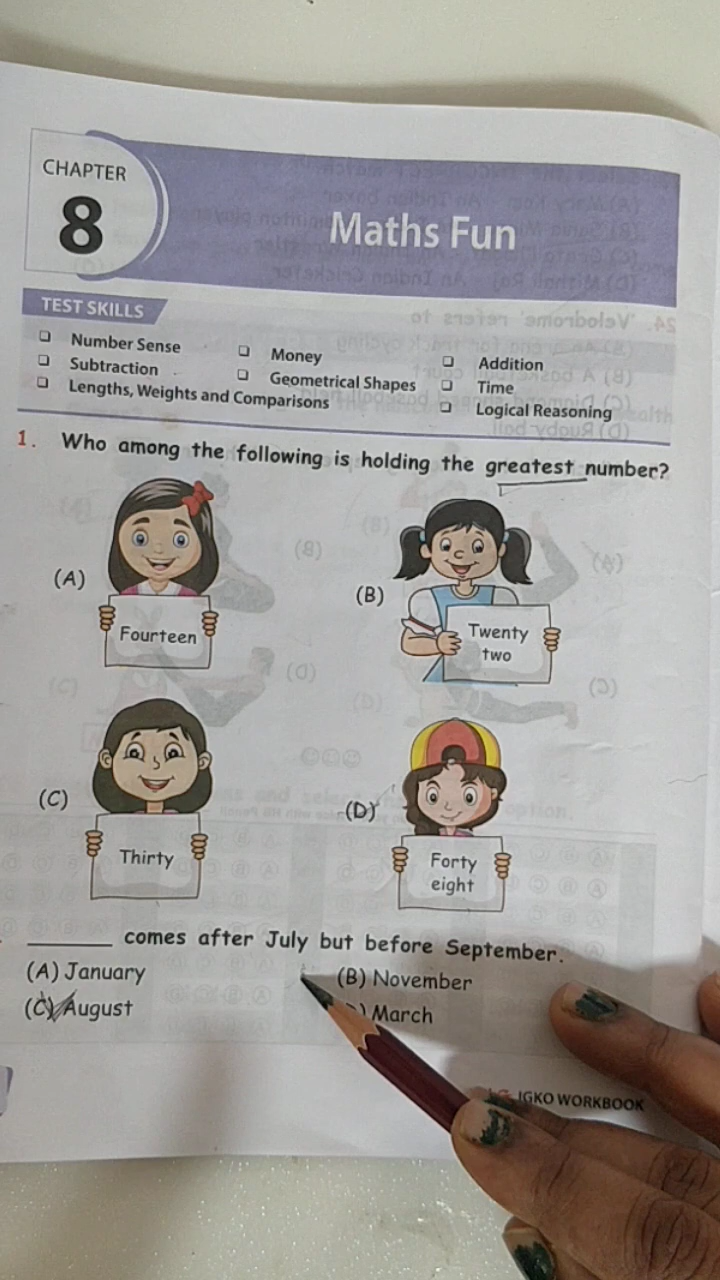 CHAPTER
8
Maths Fun
TEST SKILLS
Number Sense
Money
Addition
Subtraction
Geometrical Shapes
Time
Lengths, Weights and Comparisons
Logical Reasoning
1. Who among the following is holding the greatest number?
(A)
Fourteen
(B)
Twenty
two
(C)
Thirty
(D)
Forty
eight
________ comes after July but before September.
(A) January
(B) November
(C) August
) March
IGKO WORKBOOK